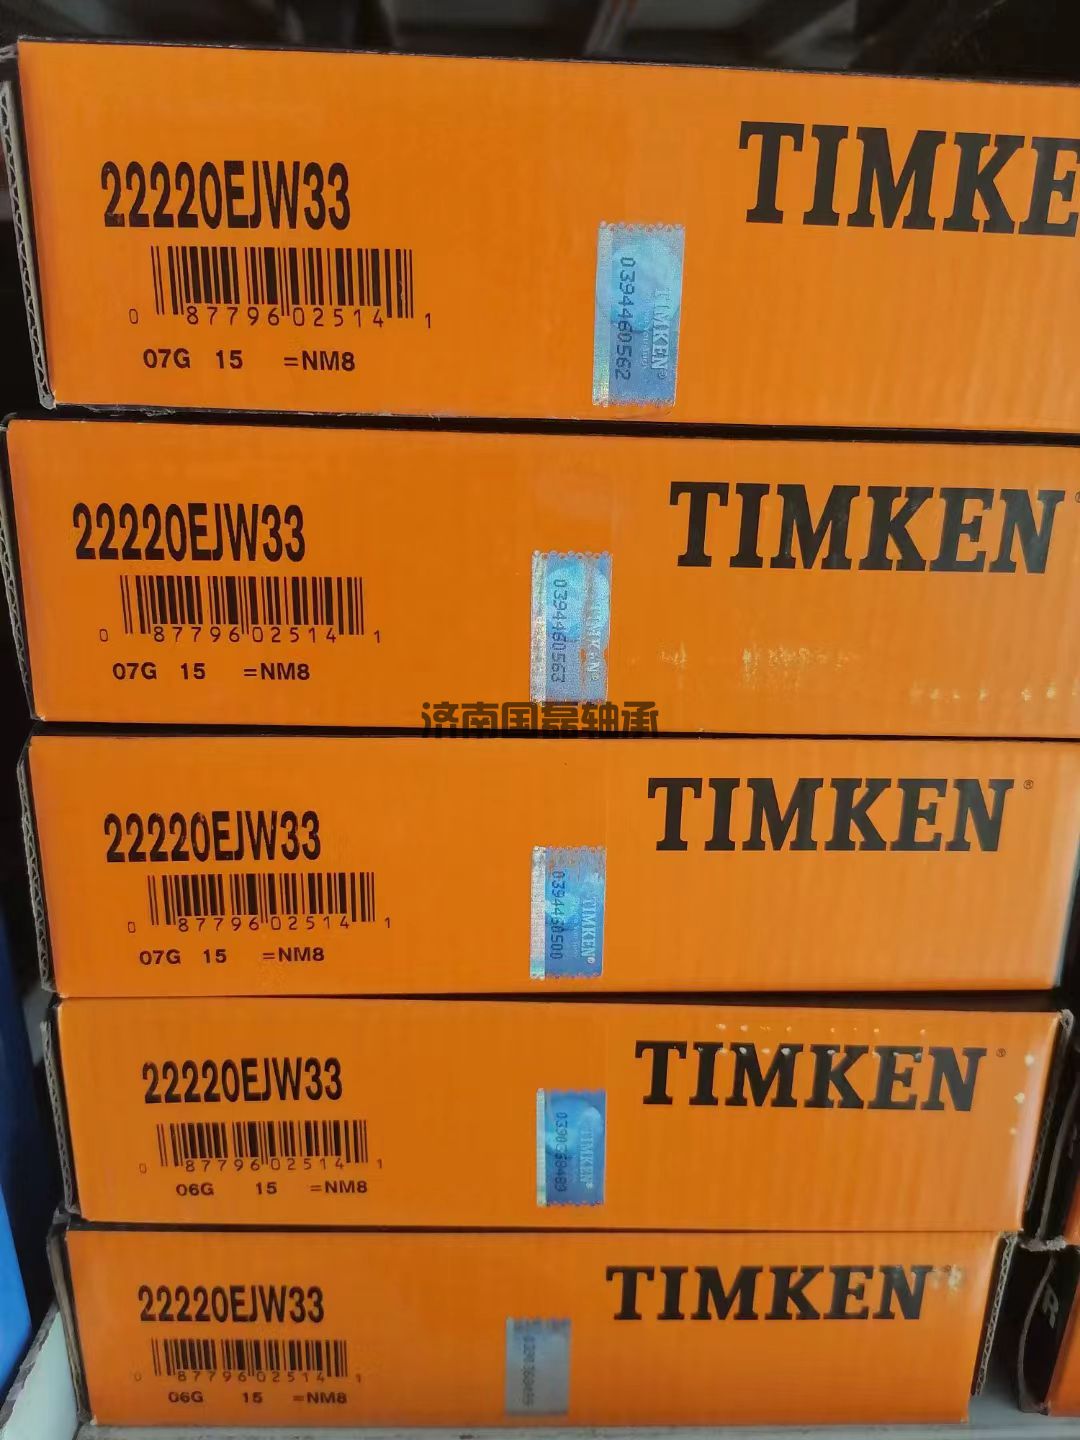 22220EJW33
TIMKE
0 87796 02514 1
07G 15 =NM8
0394460562
TIMKEN®
22220EJW33
TIMKEN
0 87796 02514 1
07G 15 =NM8
0394460563
TIMKEN®
济南国磊轴承
22220EJW33
TIMKEN®
0 87796 02514 1
07G 15 =NM8
0394460500
TIMKEN®
22220EJW33
TIMKEN®
0 87796 02514 1
06G 15 =NM8
TIMKEN®
22220EJW33
TIMKEN
0 87796 02514 1
06G 15 =NM8